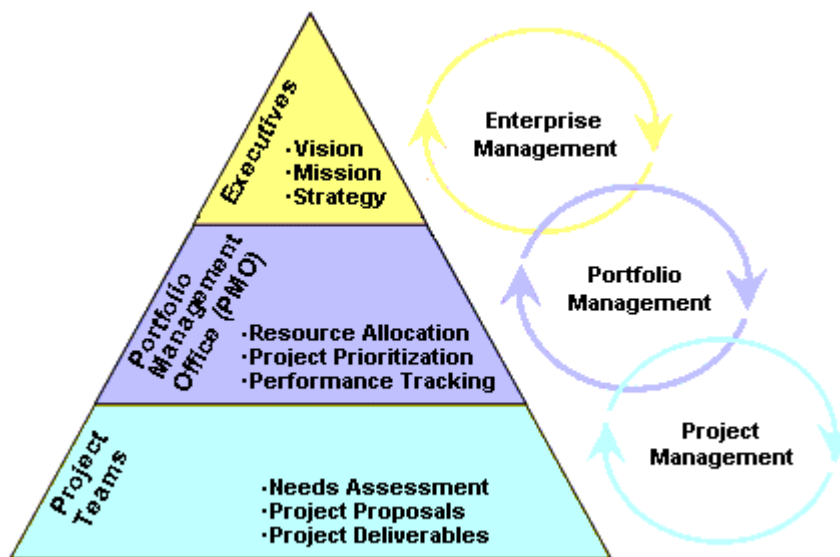 Executives
·Vision
·Mission
·Strategy
Enterprise
Management
Portfolio
Management
Office (PMO)
·Resource Allocation
·Project Prioritization
·Performance Tracking
Portfolio
Management
Project
Teams
·Needs Assessment
·Project Proposals
·Project Deliverables
Project
Management